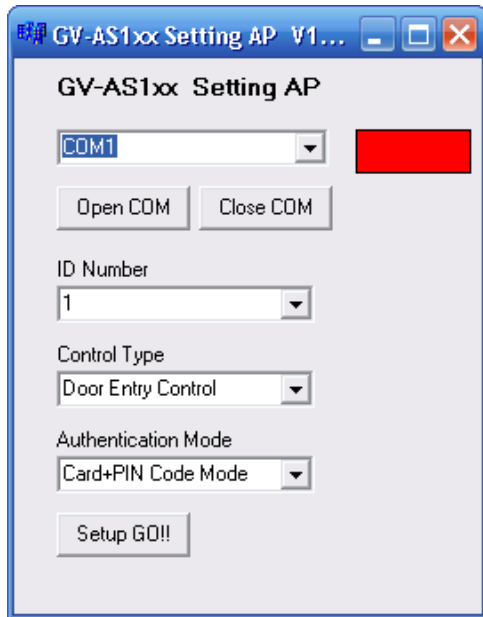 GV-AS1xx Setting AP V1...
GV-AS1xx Setting AP
COM1
Open COM Close COM
ID Number
1
Control Type
Door Entry Control
Authentication Mode
Card+PIN Code Mode
Setup GO!!